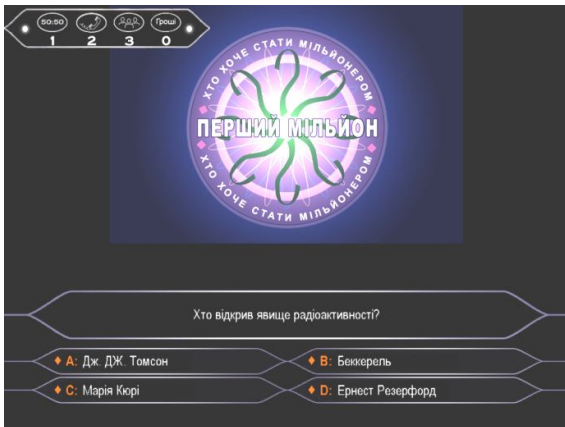 50:50
Гроші
1 2 3 0
ХТО ХОЧЕ СТАТИ МІЛЬЙОНЕРОМ
ПЕРШИЙ МІЛЬЙОН
ХТО ХОЧЕ СТАТИ МІЛЬЙОНЕРОМ
Хто відкрив явище радіоактивності?
A: Дж. ДЖ. Томсон
B: Беккерель
C: Марія Кюрі
D: Ернест Резерфорд